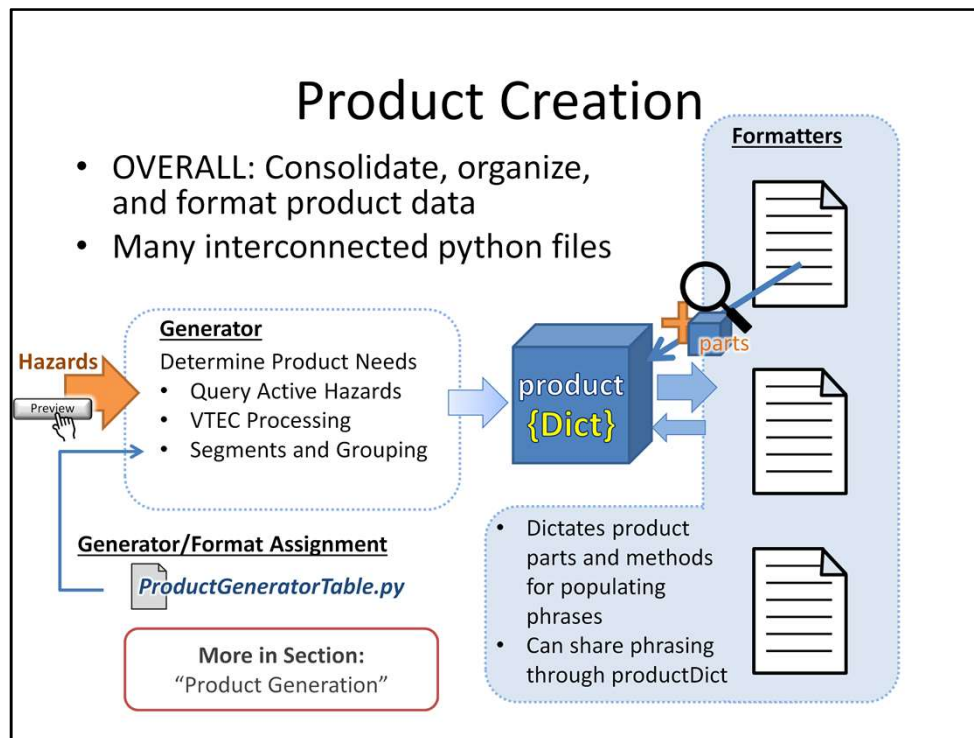 Product Creation
• OVERALL: Consolidate, organize,
and format product data
• Many interconnected python files
Formatters
Generator
Determine Product Needs
• Query Active Hazards
• VTEC Processing
• Segments and Grouping
Hazards
Preview
product
{Dict}
parts
Generator/Format Assignment
ProductGeneratorTable.py
More in Section:
“Product Generation”
• Dictates product
parts and methods
for populating
phrases
• Can share phrasing
through productDict